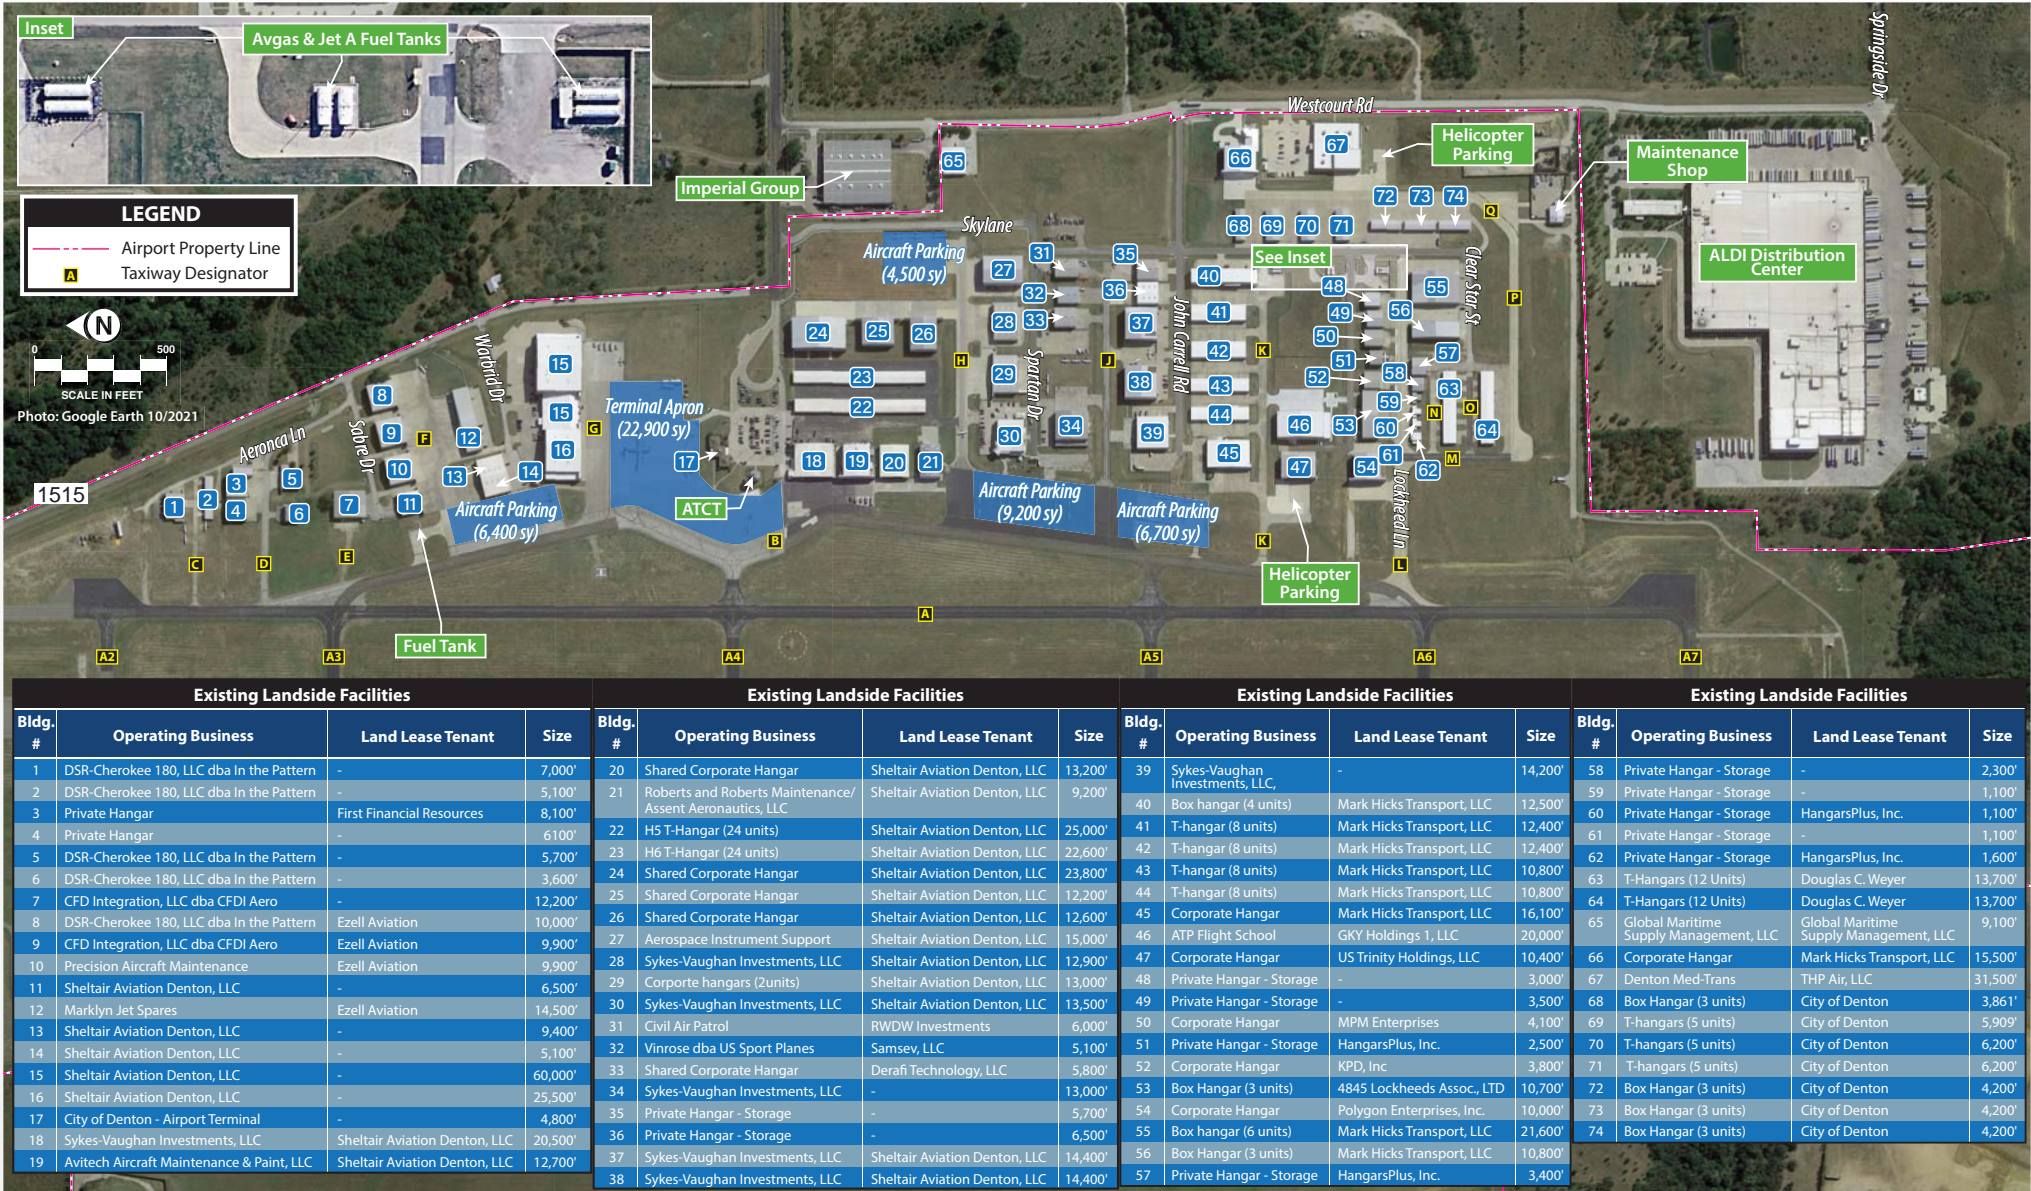 Inset
Avgas & Jet A Fuel Tanks
LEGEND
Airport Property Line
A Taxiway Designator
N
0 500
SCALE IN FEET
Photo: Google Earth 10/2021
Westcourt Rd
Springside Dr
Helicopter
Parking
Maintenance
Shop
Imperial Group
65
66
67
72 73 74
Q
Skylane
68 69 70 71
Aircraft Parking
(4,500 sy)
See Inset
ALDI Distribution
Center
27 31 35 40
32 36 48 55
P
Clear Star St
28 33 37 41 49 56
John Carrell Rd
24 25 26
50
H J 42 K 51 57
Spartan Dr
Warbrid Dr
15
23 29 38 43 52 58 63
8
22
Terminal Apron
(22,900 sy)
15
G
44 59 N O
9 F 12 16
30 34 39 46 53 60 64
Aeronca Ln
Sabre Dr
10 13 14 17 18 19 20 21 45 47 54 61 62 M
Lockheed Ln
1515
1 2 3 4 5 6 7 11
Aircraft Parking
(6,400 sy)
ATCT
Aircraft Parking
(9,200 sy)
Aircraft Parking
(6,700 sy)
C D E B K L
Helicopter
Parking
A
Fuel Tank
A2 A3 A4 A5 A6 A7
Existing Landside Facilities
Bldg. # Operating Business Land Lease Tenant Size
1 DSR-Cherokee 180, LLC dba In the Pattern - 7,000'
2 DSR-Cherokee 180, LLC dba In the Pattern - 5,100'
3 Private Hangar First Financial Resources 8,100'
4 Private Hangar - 6100'
5 DSR-Cherokee 180, LLC dba In the Pattern - 5,700'
6 DSR-Cherokee 180, LLC dba In the Pattern - 3,600'
7 CFD Integration, LLC dba CFDI Aero - 12,200'
8 DSR-Cherokee 180, LLC dba In the Pattern Ezell Aviation 10,000'
9 CFD Integration, LLC dba CFDI Aero Ezell Aviation 9,900'
10 Precision Aircraft Maintenance Ezell Aviation 9,900'
11 Sheltair Aviation Denton, LLC - 6,500'
12 Marklyn Jet Spares Ezell Aviation 14,500'
13 Sheltair Aviation Denton, LLC - 9,400'
14 Sheltair Aviation Denton, LLC - 5,100'
15 Sheltair Aviation Denton, LLC - 60,000'
16 Sheltair Aviation Denton, LLC - 25,500'
17 City of Denton - Airport Terminal - 4,800'
18 Sykes-Vaughan Investments, LLC Sheltair Aviation Denton, LLC 20,500'
19 Avitech Aircraft Maintenance & Paint, LLC Sheltair Aviation Denton, LLC 12,700'
Existing Landside Facilities
Bldg. # Operating Business Land Lease Tenant Size
20 Shared Corporate Hangar Sheltair Aviation Denton, LLC 13,200'
21 Roberts and Roberts Maintenance/ Sheltair Aviation Denton, LLC 9,200'
Assent Aeronautics, LLC
22 H5 T-Hangar (24 units) Sheltair Aviation Denton, LLC 25,000'
23 H6 T-Hangar (24 units) Sheltair Aviation Denton, LLC 22,600'
24 Shared Corporate Hangar Sheltair Aviation Denton, LLC 23,800'
25 Shared Corporate Hangar Sheltair Aviation Denton, LLC 12,200'
26 Shared Corporate Hangar Sheltair Aviation Denton, LLC 12,600'
27 Aerospace Instrument Support Sheltair Aviation Denton, LLC 15,000'
28 Sykes-Vaughan Investments, LLC Sheltair Aviation Denton, LLC 12,900'
29 Corporte hangars (2units) Sheltair Aviation Denton, LLC 13,000'
30 Sykes-Vaughan Investments, LLC Sheltair Aviation Denton, LLC 13,500'
31 Civil Air Patrol RWDW Investments 6,000'
32 Vinrose dba US Sport Planes Samsev, LLC 5,100'
33 Shared Corporate Hangar Derafi Technology, LLC 5,800'
34 Sykes-Vaughan Investments, LLC - 13,000'
35 Private Hangar - Storage - 5,700'
36 Private Hangar - Storage - 6,500'
37 Sykes-Vaughan Investments, LLC Sheltair Aviation Denton, LLC 14,400'
38 Sykes-Vaughan Investments, LLC Sheltair Aviation Denton, LLC 14,400'
Existing Landside Facilities
Bldg. # Operating Business Land Lease Tenant Size
39 Sykes-Vaughan - 14,200'
Investments, LLC,
40 Box hangar (4 units) Mark Hicks Transport, LLC 12,500'
41 T-hangar (8 units) Mark Hicks Transport, LLC 12,400'
42 T-hangar (8 units) Mark Hicks Transport, LLC 12,400'
43 T-hangar (8 units) Mark Hicks Transport, LLC 10,800'
44 T-hangar (8 units) Mark Hicks Transport, LLC 10,800'
45 Corporate Hangar Mark Hicks Transport, LLC 16,100'
46 ATP Flight School GKY Holdings 1, LLC 20,000'
47 Corporate Hangar US Trinity Holdings, LLC 10,400'
48 Private Hangar - Storage - 3,000'
49 Private Hangar - Storage - 3,500'
50 Corporate Hangar MPM Enterprises 4,100'
51 Private Hangar - Storage HangarsPlus, Inc. 2,500'
52 Corporate Hangar KPD, Inc 3,800'
53 Box Hangar (3 units) 4845 Lockheeds Assoc., LTD 10,700'
54 Corporate Hangar Polygon Enterprises, Inc. 10,000'
55 Box hangar (6 units) Mark Hicks Transport, LLC 21,600'
56 Box Hangar (3 units) Mark Hicks Transport, LLC 10,800'
57 Private Hangar - Storage HangarsPlus, Inc. 3,400'
Existing Landside Facilities
Bldg. # Operating Business Land Lease Tenant Size
58 Private Hangar - Storage - 2,300'
59 Private Hangar - Storage - 1,100'
60 Private Hangar - Storage HangarsPlus, Inc. 1,100'
61 Private Hangar - Storage - 1,100'
62 Private Hangar - Storage HangarsPlus, Inc. 1,600'
63 T-Hangars (12 Units) Douglas C. Weyer 13,700'
64 T-Hangars (12 Units) Douglas C. Weyer 13,700'
65 Global Maritime Global Maritime 9,100'
Supply Management, LLC Supply Management, LLC
66 Corporate Hangar Mark Hicks Transport, LLC 15,500'
67 Denton Med-Trans THP Air, LLC 31,500'
68 Box Hangar (3 units) City of Denton 3,861'
69 T-hangars (5 units) City of Denton 5,909'
70 T-hangars (5 units) City of Denton 6,200'
71 T-hangars (5 units) City of Denton 6,200'
72 Box Hangar (3 units) City of Denton 4,200'
73 Box Hangar (3 units) City of Denton 4,200'
74 Box Hangar (3 units) City of Denton 4,200'